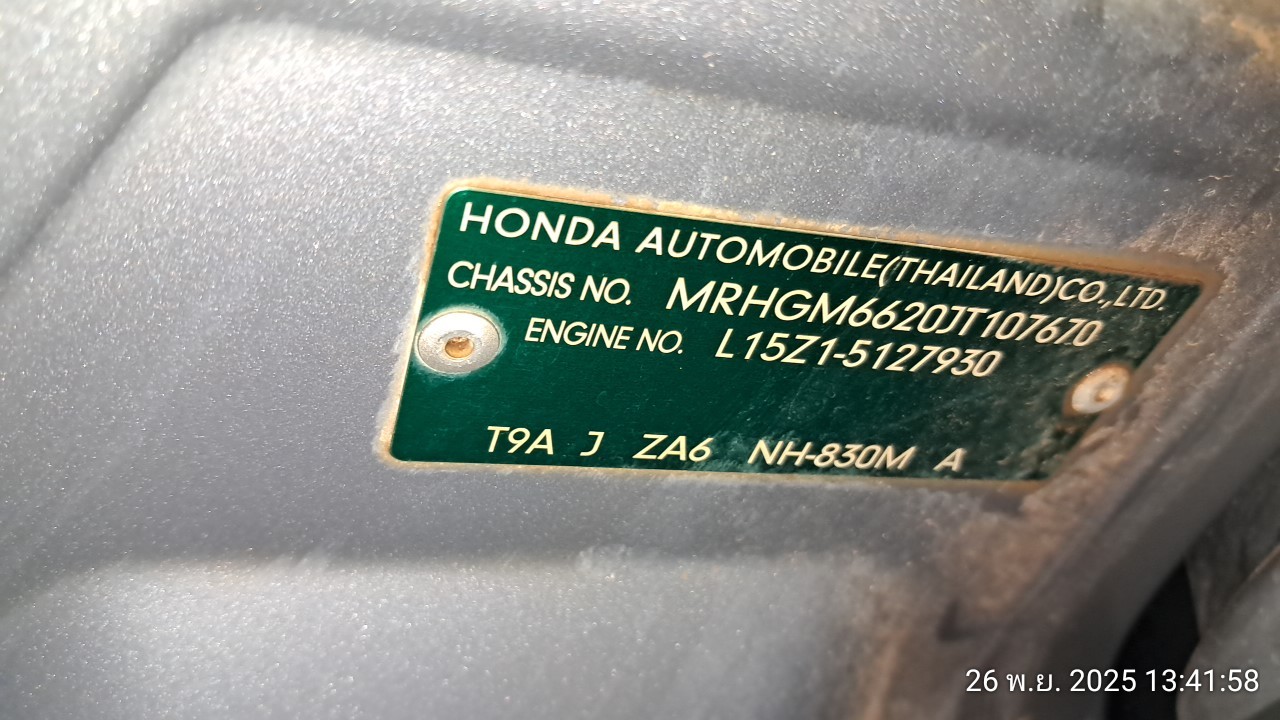 HONDA AUTOMOBILE(THAILAND)CO.,LTD.
CHASSIS NO. MRHGM6620JT107670
ENGINE NO. L15Z1-5127930
T9A J ZA6 NH-830M A
26 พ.ย. 2025 13:41:58